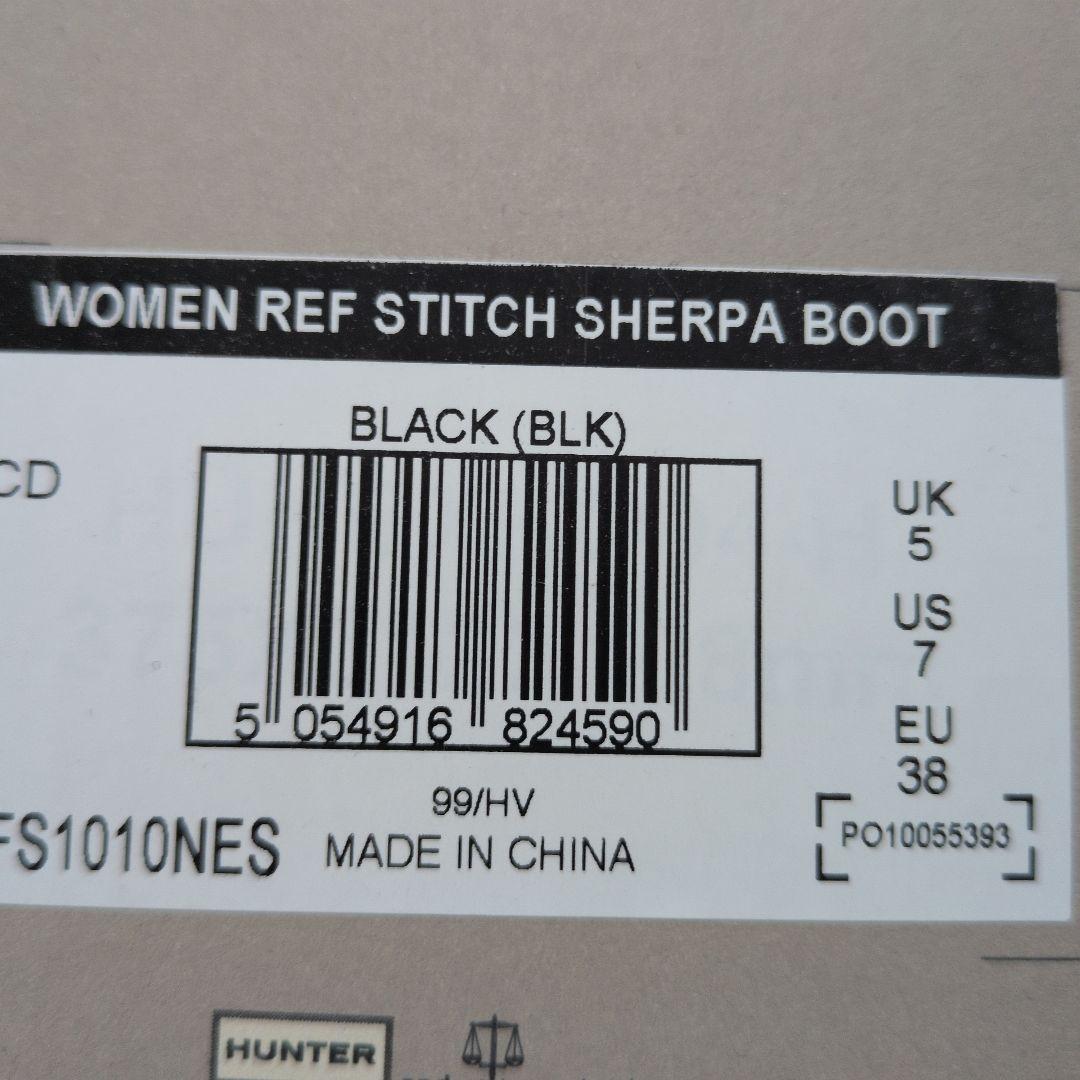 WOMEN REF STITCH SHERPA BOOT
BLACK (BLK)
CD
UK
5
US
7
EU
38
5 054916 824590
99/HV
FS1010NES
MADE IN CHINA
PO10055393
HUNTER